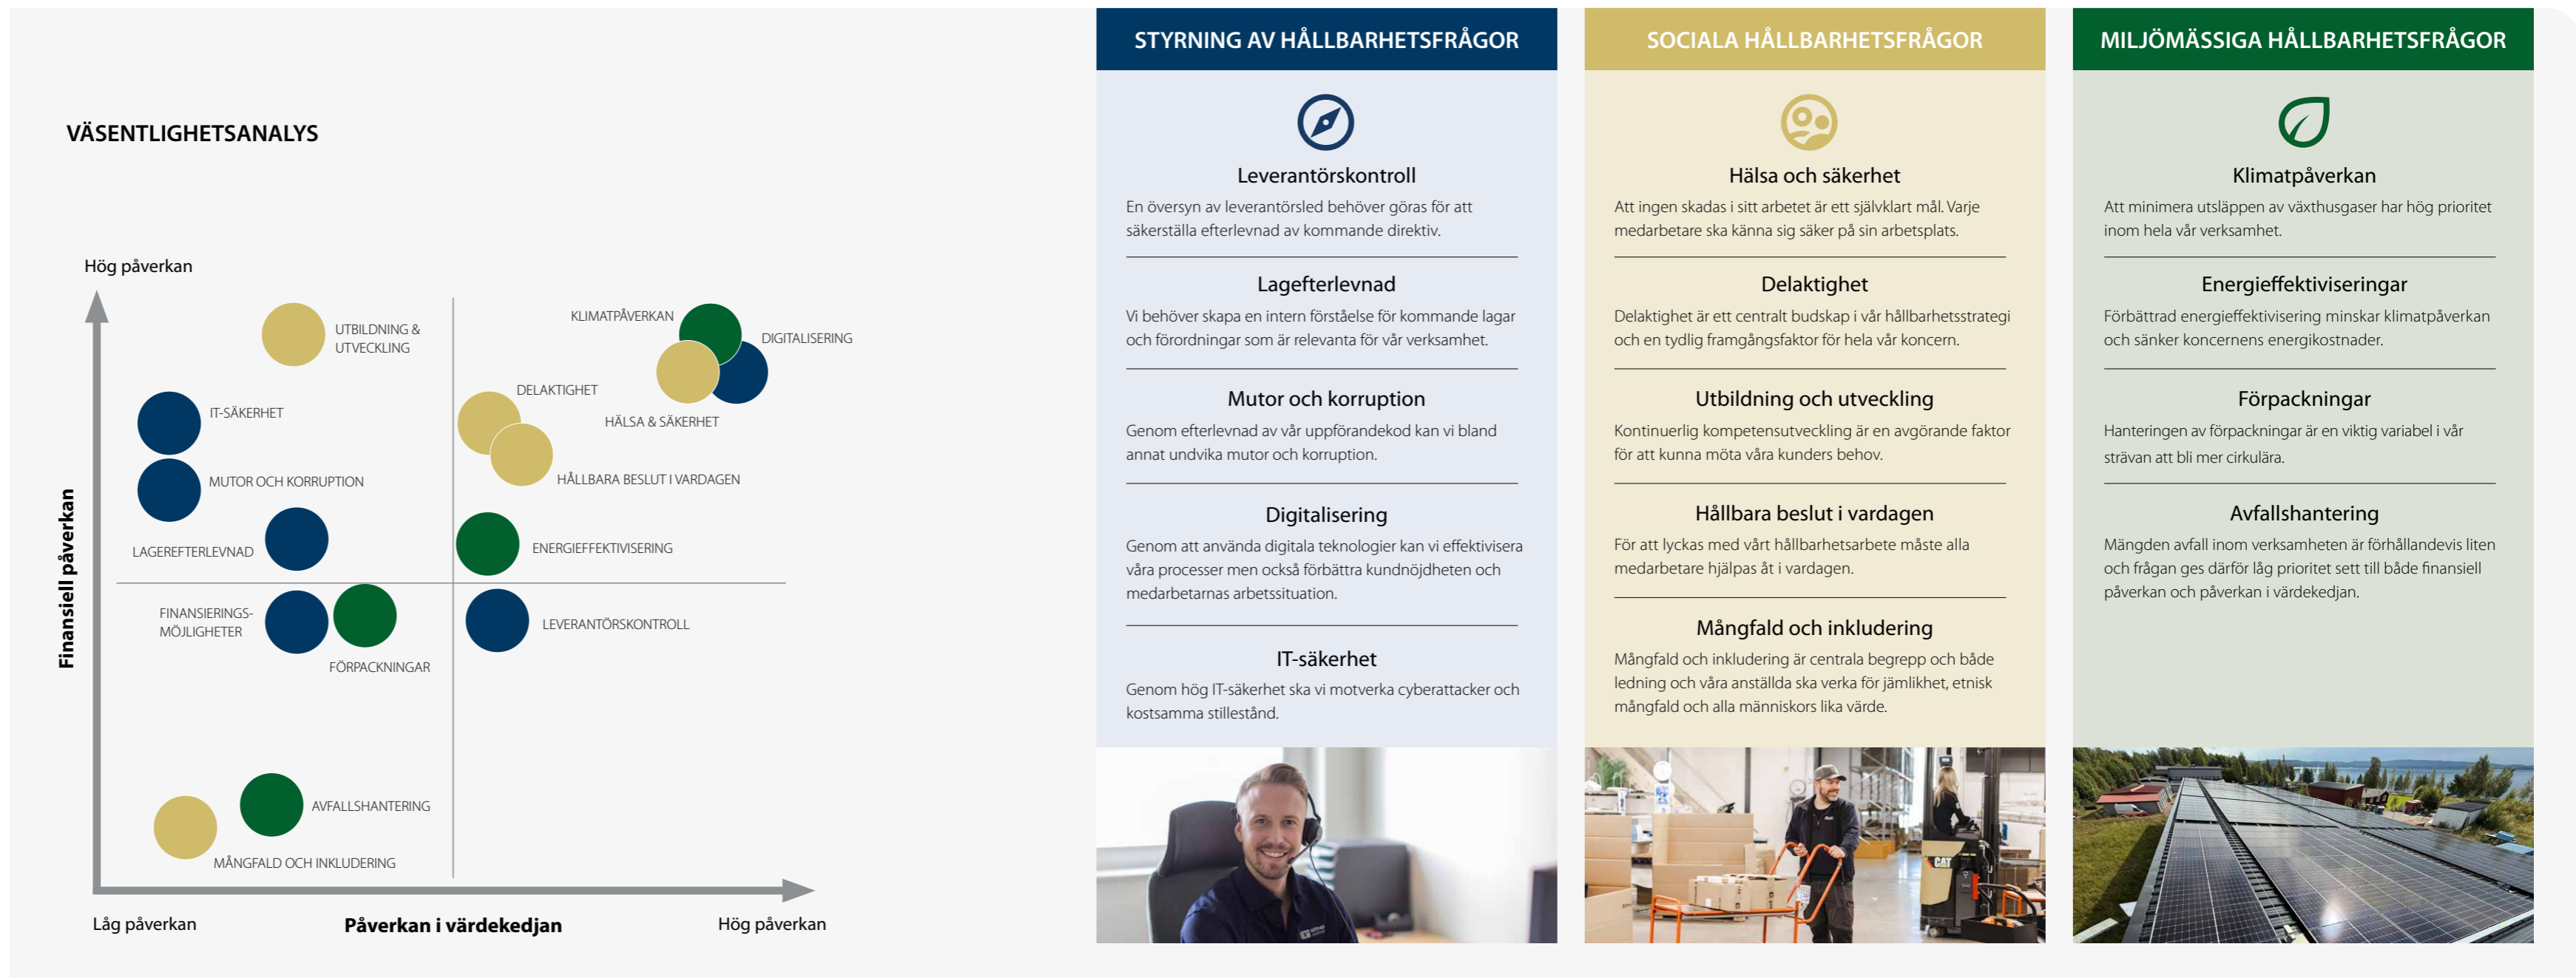 VÄSENTLIGHETSANALYS
Hög påverkan
UTBILDNING &
UTVECKLING
KLIMATPÅVERKAN
DIGITALISERING
DELAKTIGHET
IT-SÄKERHET
HÄLSA & SÄKERHET
MUTOR OCH KORRUPTION
HÅLLBARA BESLUT I VARDAGEN
LAGEREFTERLEVNAD
ENERGIEFFEKTIVISERING
Finansiell påverkan
FINANSIERINGS-
MÖJLIGHETER
LEVERANTÖRSKONTROLL
FÖRPACKNINGAR
AVFALLSHANTERING
MÅNGFALD OCH INKLUDERING
Låg påverkan
Påverkan i värdekedjan
Hög påverkan
STYRNING AV HÅLLBARHETSFRÅGOR
Leverantörskontroll
En översyn av leverantörsled behöver göras för att
säkerställa efterlevnad av kommande direktiv.
Lagefterlevnad
Vi behöver skapa en intern förståelse för kommande lagar
och förordningar som är relevanta för vår verksamhet.
Mutor och korruption
Genom efterlevnad av vår uppförandekod kan vi bland
annat undvika mutor och korruption.
Digitalisering
Genom att använda digitala teknologier kan vi effektivisera
våra processer men också förbättra kundnöjdheten och
medarbetarnas arbetssituation.
IT-säkerhet
Genom hög IT-säkerhet ska vi motverka cyberattacker och
kostsamma stillestånd.
SOCIALA HÅLLBARHETSFRÅGOR
Hälsa och säkerhet
Att ingen skadas i sitt arbetet är ett självklart mål. Varje
medarbetare ska känna sig säker på sin arbetsplats.
Delaktighet
Delaktighet är ett centralt budskap i vår hållbarhetsstrategi
och en tydlig framgångsfaktor för hela vår koncern.
Utbildning och utveckling
Kontinuerlig kompetensutveckling är en avgörande faktor
för att kunna möta våra kunders behov.
Hållbara beslut i vardagen
För att lyckas med vårt hållbarhetsarbete måste alla
medarbetare hjälpas åt i vardagen.
Mångfald och inkludering
Mångfald och inkludering är centrala begrepp och både
ledning och våra anställda ska verka för jämlikhet, etnisk
mångfald och alla människors lika värde.
CAT
MILJÖMÄSSIGA HÅLLBARHETSFRÅGOR
Klimatpåverkan
Att minimera utsläppen av växthusgaser har hög prioritet
inom hela vår verksamhet.
Energieffektiviseringar
Förbättrad energieffektivisering minskar klimatpåverkan
och sänker koncernens energikostnader.
Förpackningar
Hanteringen av förpackningar är en viktig variabel i vår
strävan att bli mer cirkulära.
Avfallshantering
Mängden avfall inom verksamheten är förhållandevis liten
och frågan ges därför låg prioritet sett till både finansiell
påverkan och påverkan i värdekedjan.